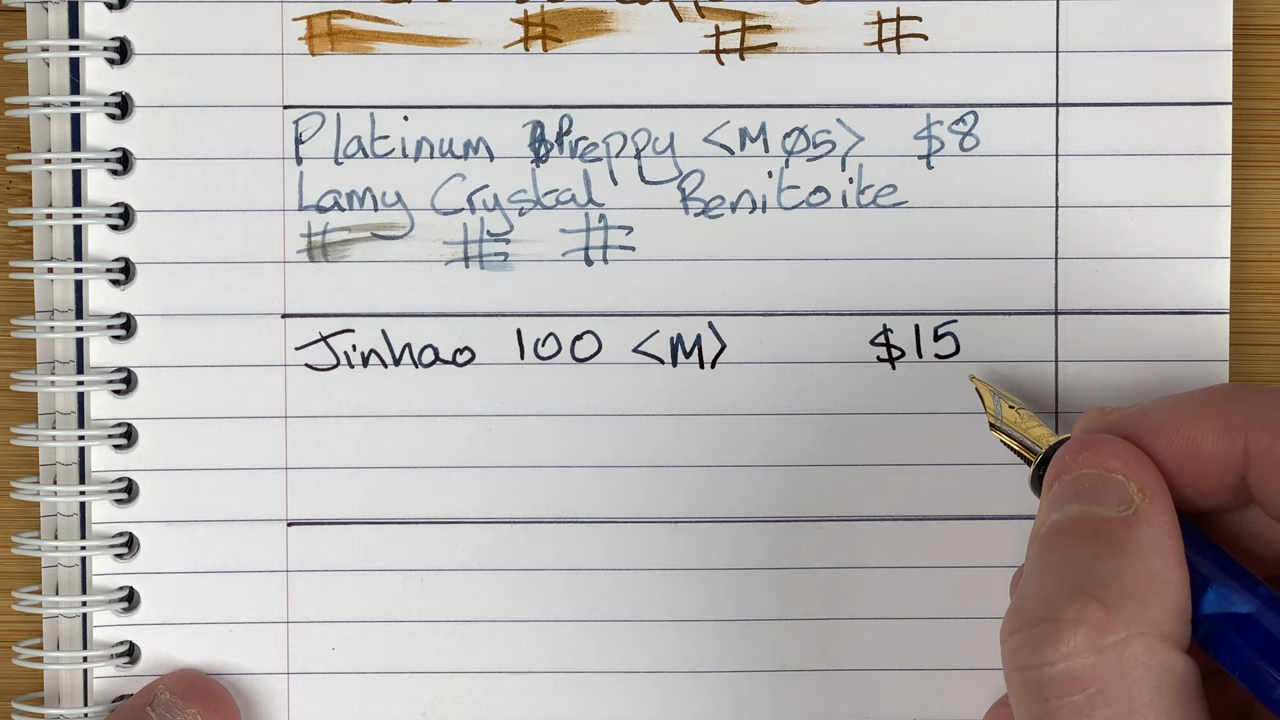 Platinum Preppy <M 05> $8
Lamy Crystal Benitoite
# # #
Jinhao 100 <M> $15